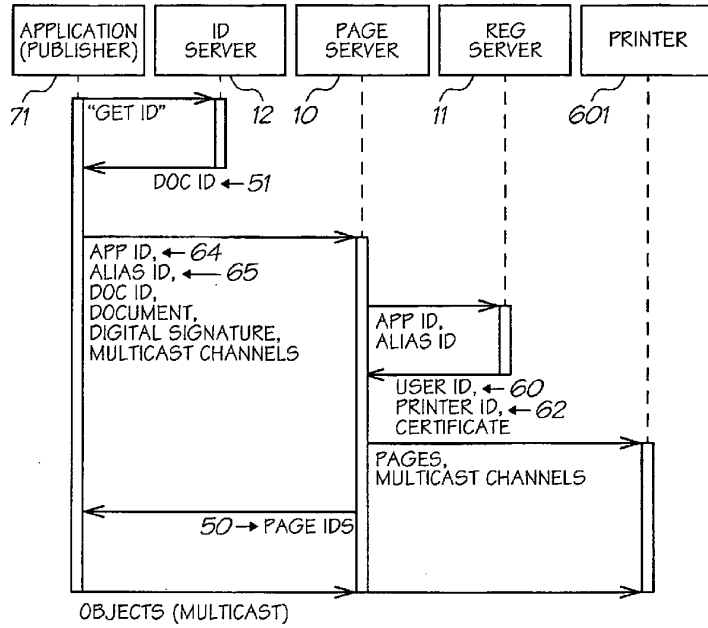 APPLICATION
(PUBLISHER)
ID
SERVER
PAGE
SERVER
REG
SERVER
PRINTER
71
"GET ID"
12
10
11
601
DOC ID ← 51
APP ID, ← 64
ALIAS ID, ← 65
DOC ID,
DOCUMENT,
DIGITAL SIGNATURE,
MULTICAST CHANNELS
APP ID,
ALIAS ID
USER ID, ← 60
PRINTER ID, ← 62
CERTIFICATE
PAGES,
MULTICAST CHANNELS
50 → PAGE IDS
OBJECTS (MULTICAST)